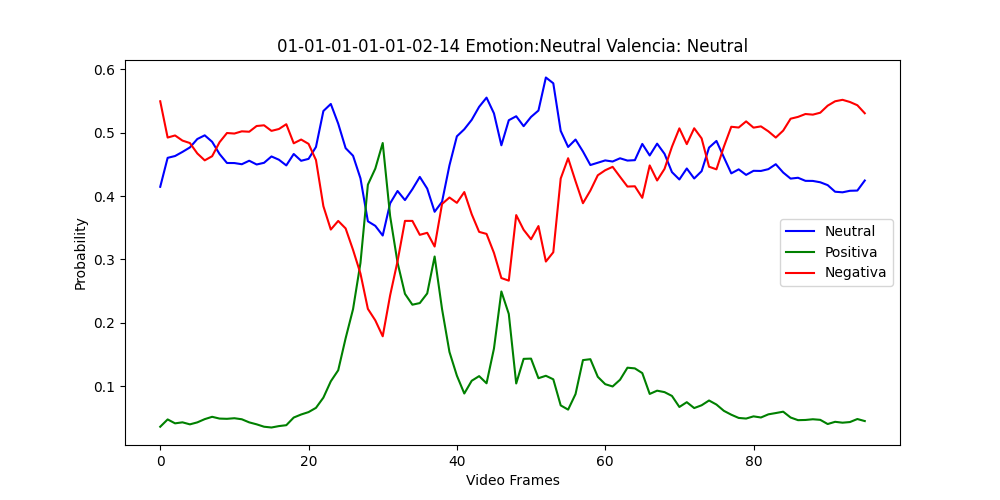 01-01-01-01-01-02-14 Emotion:Neutral Valencia: Neutral
0.6
0.5
0.4
0.3
0.2
0.1
Probability
Neutral
Positiva
Negativa
0 20 40 60 80
Video Frames